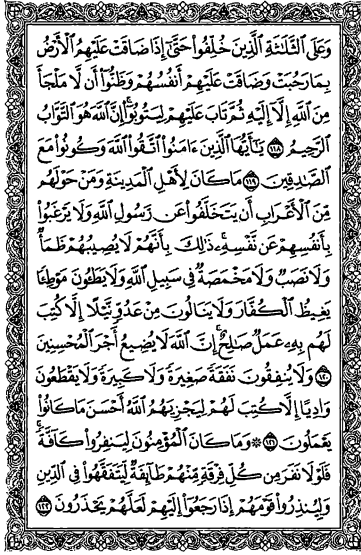 وَعَلَى ٱلثَّلَٰثَةِ ٱلَّذِينَ خُلِّفُوا۟ حَتَّىٰٓ إِذَا ضَاقَتْ عَلَيْهِمُ ٱلْأَرْضُ
بِمَا رَحُبَتْ وَضَاقَتْ عَلَيْهِمْ أَنفُسُهُمْ وَظَنُّوٓا۟ أَن لَّا مَلْجَأَ
مِنَ ٱللَّهِ إِلَّآ إِلَيْهِ ثُمَّ تَابَ عَلَيْهِمْ لِيَتُوبُوٓا۟ ۚ إِنَّ ٱللَّهَ هُوَ ٱلتَّوَّابُ
ٱلرَّحِيمُ ١١٨ يَٰٓأَيُّهَا ٱلَّذِينَ ءَامَنُوا۟ ٱتَّقُوا۟ ٱللَّهَ وَكُونُوا۟ مَعَ
ٱلصَّٰدِقِينَ ١١٩ مَا كَانَ لِأَهْلِ ٱلْمَدِينَةِ وَمَنْ حَوْلَهُم
مِّنَ ٱلْأَعْرَابِ أَن يَتَخَلَّفُوا۟ عَن رَّسُولِ ٱللَّهِ وَلَا يَرْغَبُوا۟
بِأَنفُسِهِمْ عَن نَّفْسِهِۦ ۚ ذَٰلِكَ بِأَنَّهُمْ لَا يُصِيبُهُمْ ظَمَأٌ
وَلَا نَصَبٌ وَلَا مَخْمَصَةٌ فِى سَبِيلِ ٱللَّهِ وَلَا يَطَـُٔونَ مَوْطِئًا
يَغِيظُ ٱلْكُفَّارَ وَلَا يَنَالُونَ مِنْ عَدُوٍّ نَّيْلًا إِلَّا كُتِبَ
لَهُم بِهِۦ عَمَلٌ صَٰلِحٌ ۚ إِنَّ ٱللَّهَ لَا يُضِيعُ أَجْرَ ٱلْمُحْسِنِينَ
١٢٠ وَلَا يُنفِقُونَ نَفَقَةً صَغِيرَةً وَلَا كَبِيرَةً وَلَا يَقْطَعُونَ
وَادِيًا إِلَّا كُتِبَ لَهُمْ لِيَجْزِيَهُمُ ٱللَّهُ أَحْسَنَ مَا كَانُوا۟
يَعْمَلُونَ ١٢١ ۞ وَمَا كَانَ ٱلْمُؤْمِنُونَ لِيَنفِرُوا۟ كَآفَّةً ۚ
فَلَوْلَا نَفَرَ مِن كُلِّ فِرْقَةٍ مِّنْهُمْ طَآئِفَةٌ لِّيَتَفَقَّهُوا۟ فِى ٱلدِّينِ
وَلِيُنذِرُوا۟ قَوْمَهُمْ إِذَا رَجَعُوٓا۟ إِلَيْهِمْ لَعَلَّهُمْ يَحْذَرُونَ ١٢٢